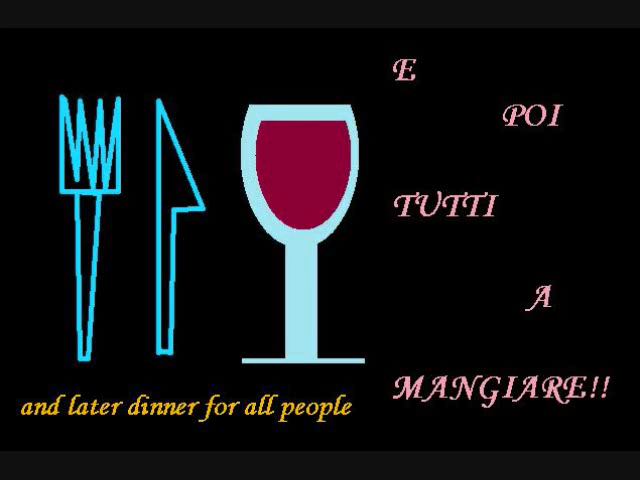 E
POI
TUTTI
A
MANGIARE!!
and later dinner for all people